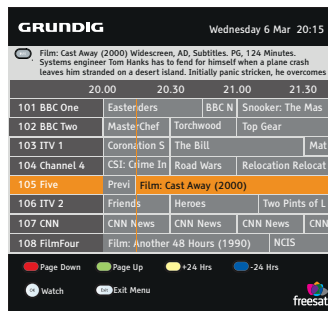 GRUNDIG Wednesday 6 Mar 20:15
Film: Cast Away (2000) Widescreen, AD, Subtitles. PG, 124 Minutes.
Systems engineer Tom Hanks has to fend for himself when a plane crash
leaves him stranded on a desert island. Initially panic stricken, he overcomes
20.00 20.30 21.00 21.30
101 BBC One Eastenders BBC N Snooker: The Mas
102 BBC Two MasterChef Torchwood Top Gear
103 ITV 1 Coronation S The Bill Mat
104 Channel 4 CSI: Crime In Road Wars Relocation Relocat
105 Five Previ Film: Cast Away (2000)
106 ITV 2 Friends Heroes Two Pints of L
107 CNN CNN News CNN News CNN News CNN
108 FilmFour Film: Another 48 Hours (1990) NCIS
Page Down Page Up +24 Hrs -24 Hrs
OK Watch Exit Exit Menu
freesat